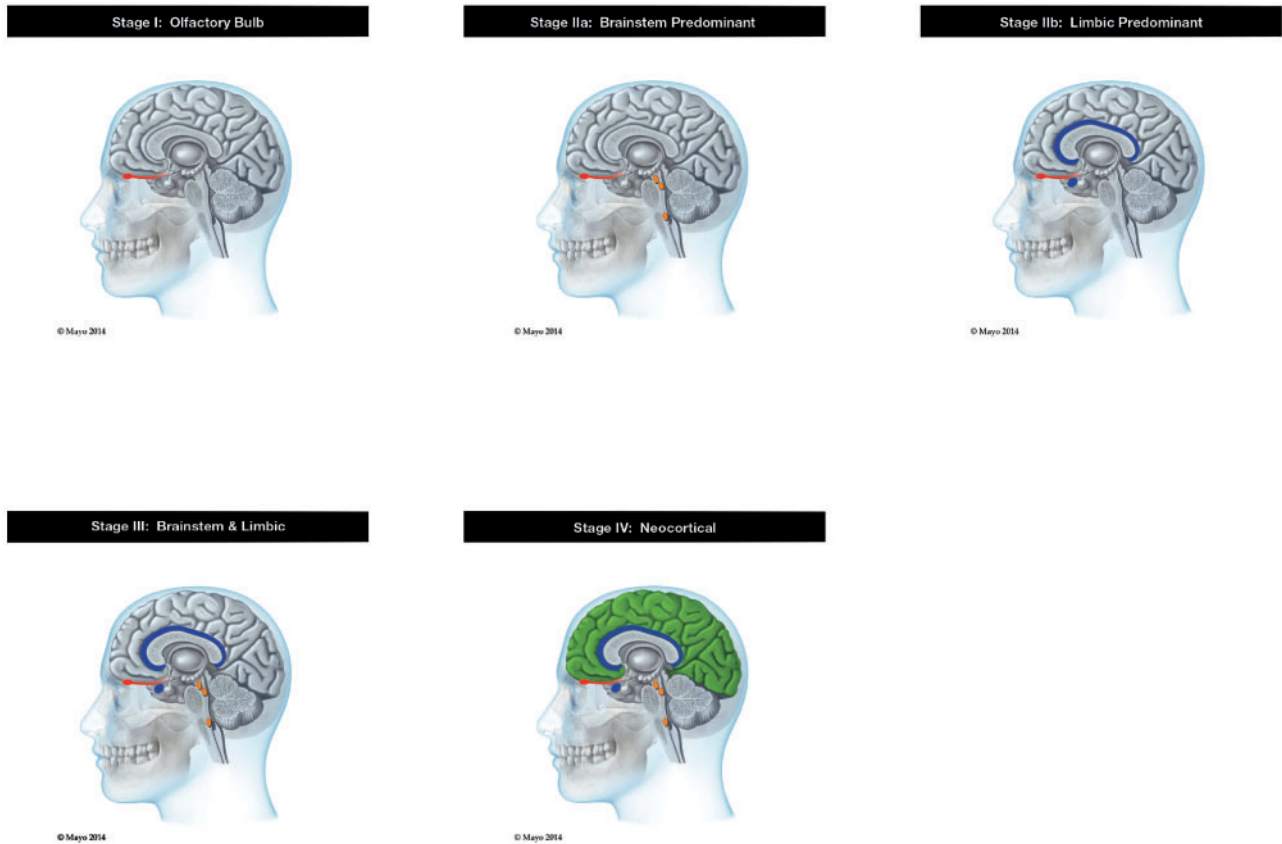 Stage I: Olfactory Bulb
Stage IIa: Brainstem Predominant
Stage IIb: Limbic Predominant
© Mayo 2014
© Mayo 2014
© Mayo 2014
Stage III: Brainstem & Limbic
Stage IV: Neocortical
© Mayo 2014
© Mayo 2014